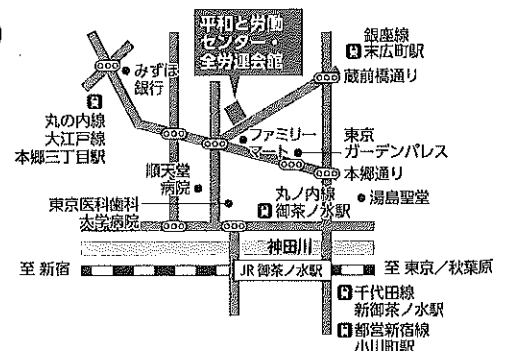 平和と労働
センター・
全労連会館
銀座線
末広町駅
蔵前橋通り
みずほ
銀行
丸の内線
大江戸線
本郷三丁目駅
ファミリー
マート
東京
ガーデンパレス
本郷通り
順天堂
病院
丸ノ内線
御茶ノ水駅
湯島聖堂
東京医科歯科
大学病院
神田川
至 新宿
JR 御茶ノ水駅
至 東京／秋葉原
千代田線
新御茶ノ水駅
都営新宿線
小川町駅